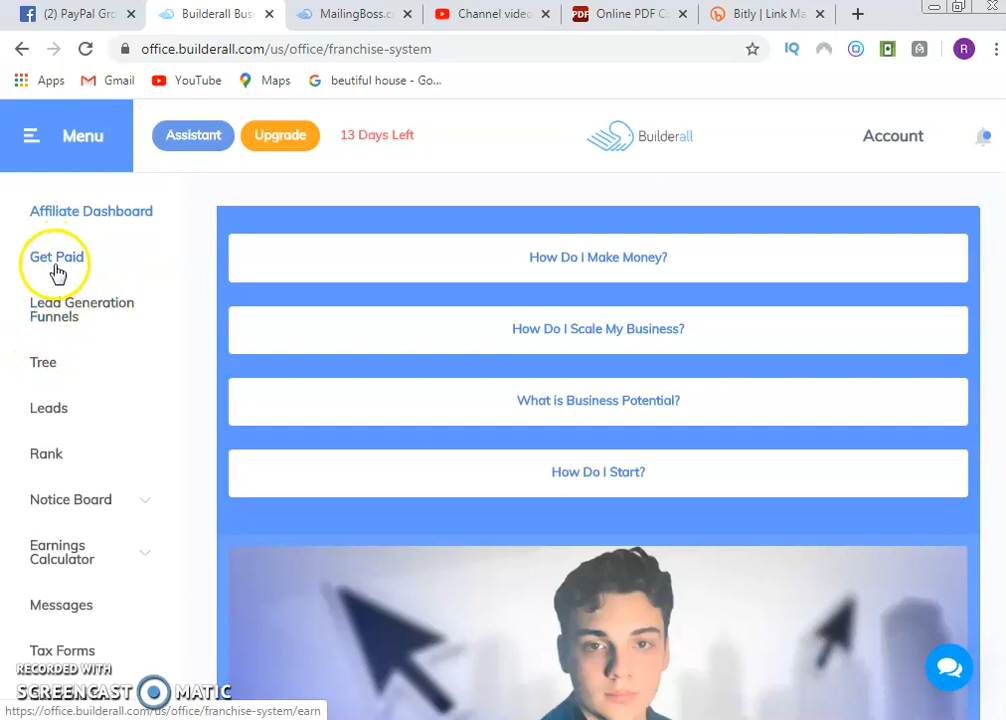 (2) PayPal Gro
Builderall Bus
MailingBoss.c
Channel video
PDF
Online PDF C
Bitly | Link Ma
office.builderall.com/us/office/franchise-system
IQ
R
Apps
Gmail
YouTube
Maps
beutiful house - Go...
Menu
Assistant
Upgrade
13 Days Left
Builderall
Account
Affiliate Dashboard
Get Paid
Lead Generation
Funnels
Tree
Leads
Rank
Notice Board
Earnings
Calculator
Messages
Tax Forms
How Do I Make Money?
How Do I Scale My Business?
What is Business Potential?
How Do I Start?
RECORDED WITH
SCREENCAST MATIC
https://office.builderall.com/us/office/franchise-system/earn